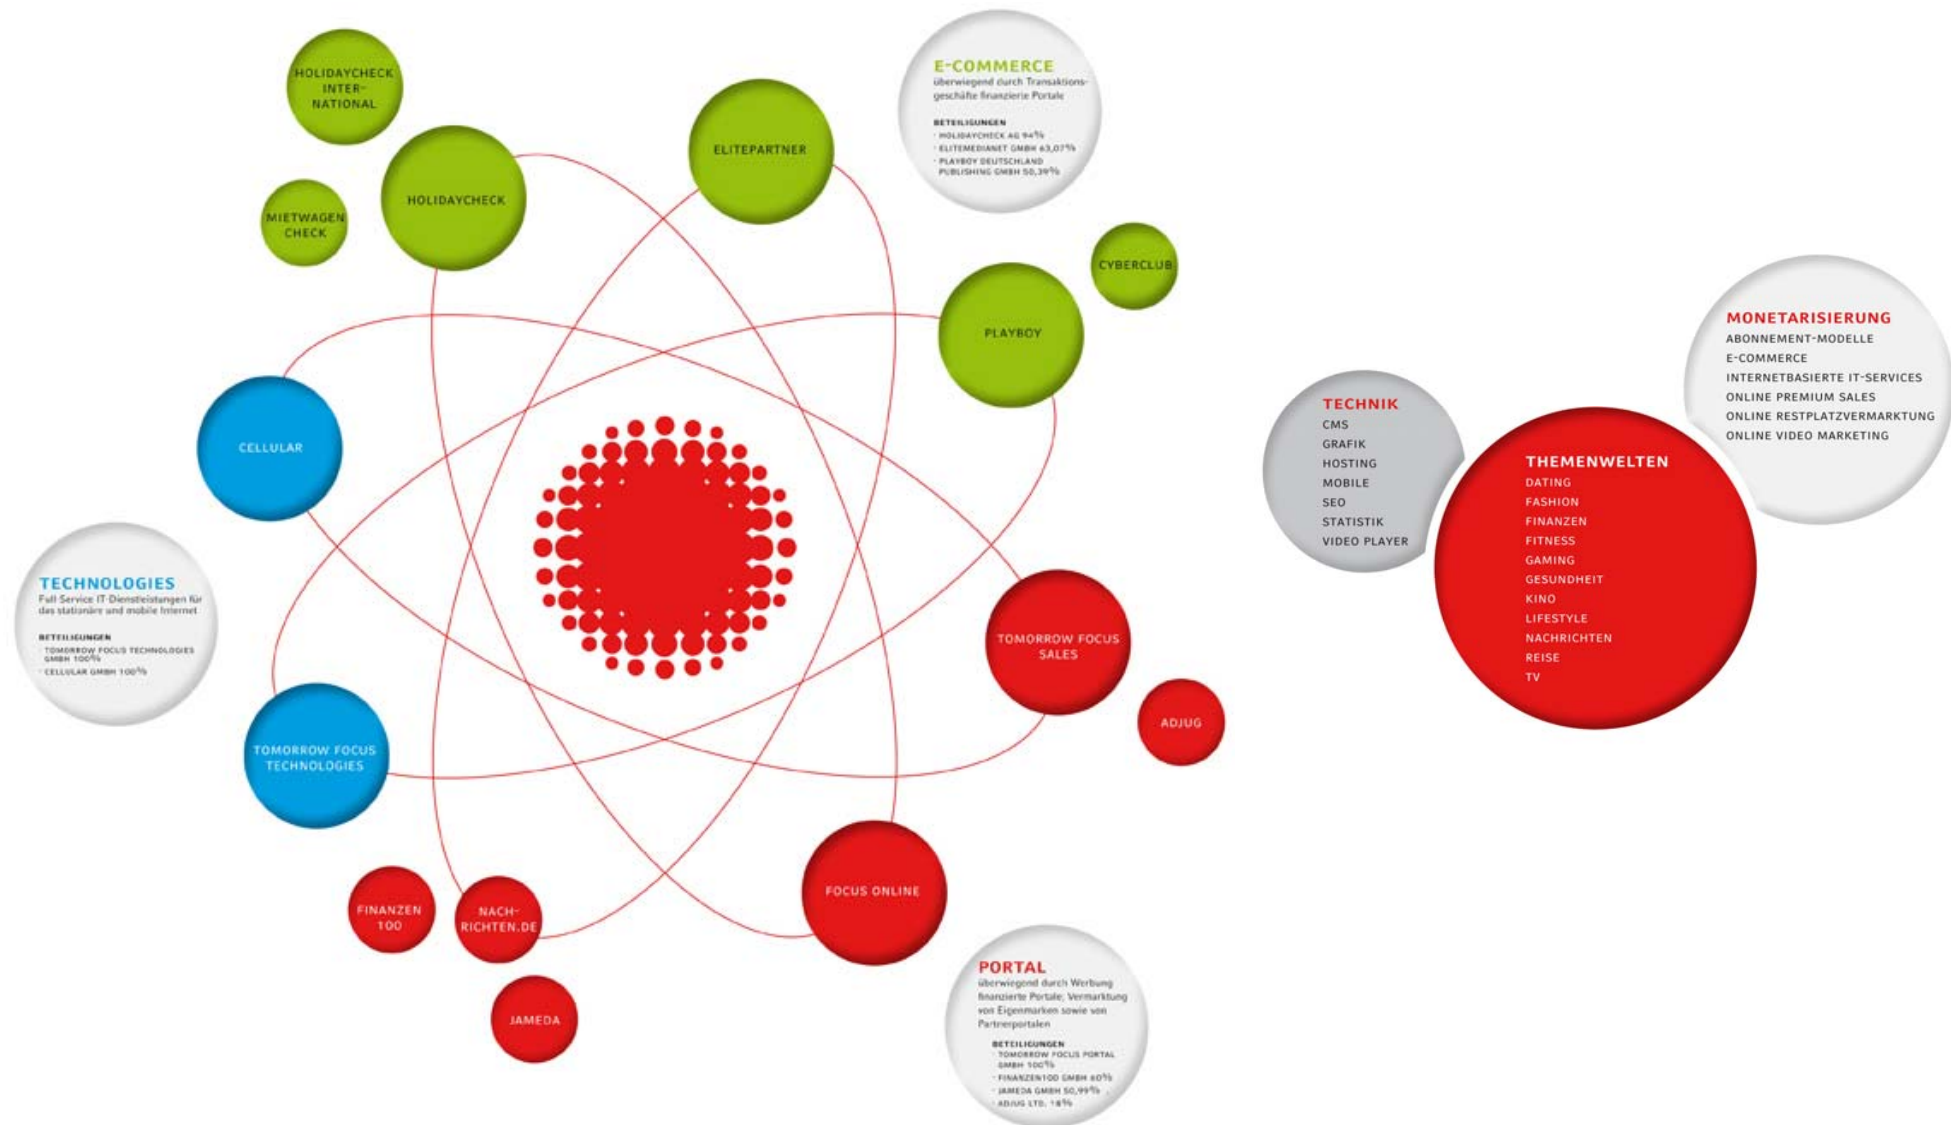 HOLIDAYCHECK
INTER-
NATIONAL
MIETWAGEN
CHECK
HOLIDAYCHECK
ELITEPARTNER
E-COMMERCE
überwiegend durch Transaktions-
geschäfte finanzierte Portale
BETEILIGUNGEN
· HOLIDAYCHECK AG 94%
· ELITEMEDIANET GMBH 63,07%
· PLAYBOY DEUTSCHLAND
PUBLISHING GMBH 50,39%
CYBERCLUB
PLAYBOY
CELLULAR
TECHNOLOGIES
Full Service IT-Dienstleistungen für
das stationäre und mobile Internet
BETEILIGUNGEN
· TOMORROW FOCUS TECHNOLOGIES
GMBH 100%
· CELLULAR GMBH 100%
TOMORROW FOCUS
TECHNOLOGIES
TOMORROW FOCUS
SALES
ADJUG
FINANZEN
100
NACH-
RICHTEN.DE
JAMEDA
FOCUS ONLINE
PORTAL
überwiegend durch Werbung
finanzierte Portale; Vermarktung
von Eigenmarken sowie von
Partnerportalen
BETEILIGUNGEN
· TOMORROW FOCUS PORTAL
GMBH 100%
· FINANZEN100 GMBH 60%
· JAMEDA GMBH 50,99%
· ADJUG LTD. 18%
TECHNIK
CMS
GRAFIK
HOSTING
MOBILE
SEO
STATISTIK
VIDEO PLAYER
THEMENWELTEN
DATING
FASHION
FINANZEN
FITNESS
GAMING
GESUNDHEIT
KINO
LIFESTYLE
NACHRICHTEN
REISE
TV
MONETARISIERUNG
ABONNEMENT-MODELLE
E-COMMERCE
INTERNETBASIERTE IT-SERVICES
ONLINE PREMIUM SALES
ONLINE RESTPLATZVERMARKTUNG
ONLINE VIDEO MARKETING